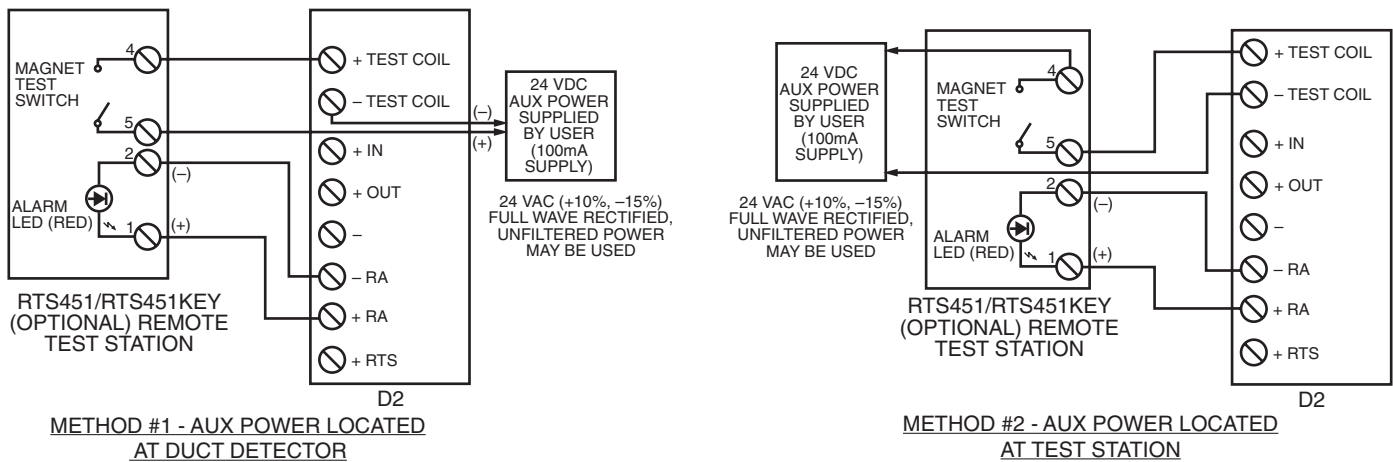 MAGNET
TEST
SWITCH
4
5
2
(–)
ALARM
LED (RED)
1
(+)
RTS451/RTS451KEY
(OPTIONAL) REMOTE
TEST STATION
+ TEST COIL
– TEST COIL
+ IN
+ OUT
–
– RA
+ RA
+ RTS
D2
(–)
(+)
24 VDC
AUX POWER
SUPPLIED
BY USER
(100mA
SUPPLY)
24 VAC (+10%, –15%)
FULL WAVE RECTIFIED,
UNFILTERED POWER
MAY BE USED
METHOD #1 - AUX POWER LOCATED
AT DUCT DETECTOR
24 VDC
AUX POWER
SUPPLIED
BY USER
(100mA
SUPPLY)
24 VAC (+10%, –15%)
FULL WAVE RECTIFIED,
UNFILTERED POWER
MAY BE USED
MAGNET
TEST
SWITCH
4
5
2
(–)
ALARM
LED (RED)
1
(+)
RTS451/RTS451KEY
(OPTIONAL) REMOTE
TEST STATION
+ TEST COIL
– TEST COIL
+ IN
+ OUT
–
– RA
+ RA
+ RTS
D2
METHOD #2 - AUX POWER LOCATED
AT TEST STATION